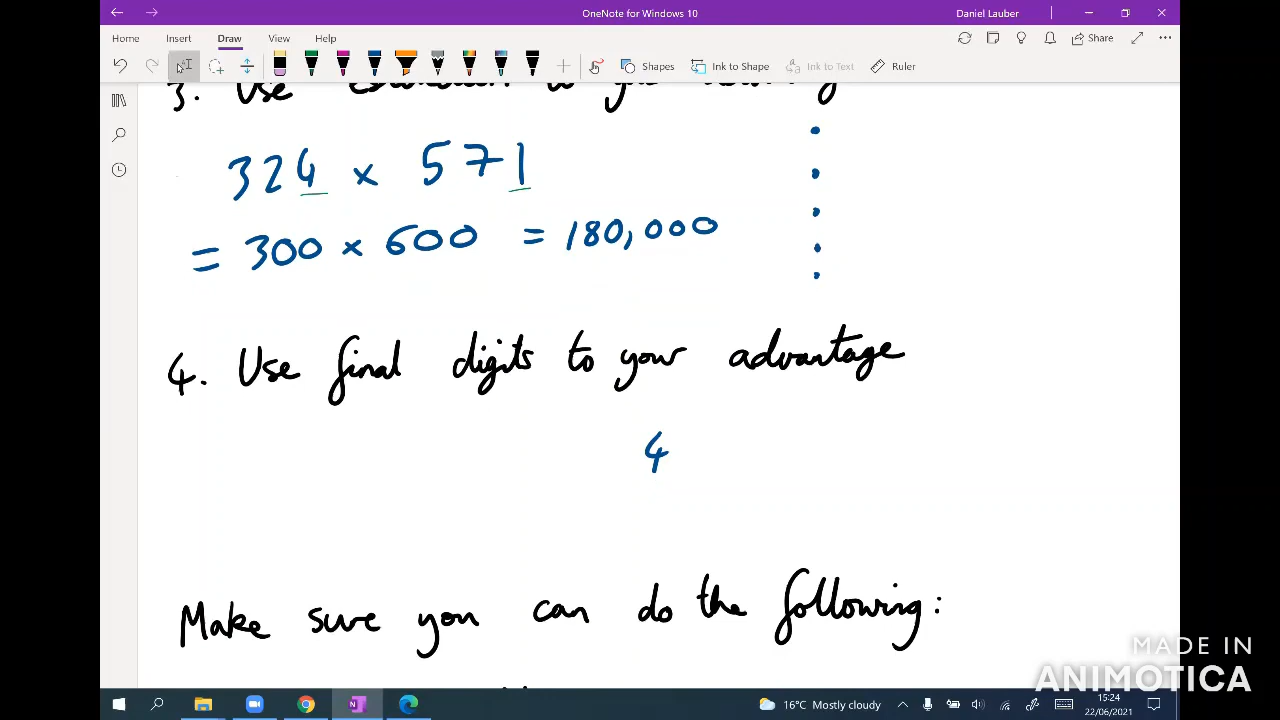 OneNote for Windows 10
Daniel Lauber
Home Insert Draw View Help
Share
Shapes Ink to Shape Ink to Text Ruler
3. Use
324 × 571
= 300 × 600 = 180,000
4. Use final digits to your advantage
4
Make sure you can do the following:
MADE IN
ANIMOTICA
16°C Mostly cloudy
15:24
22/06/2021